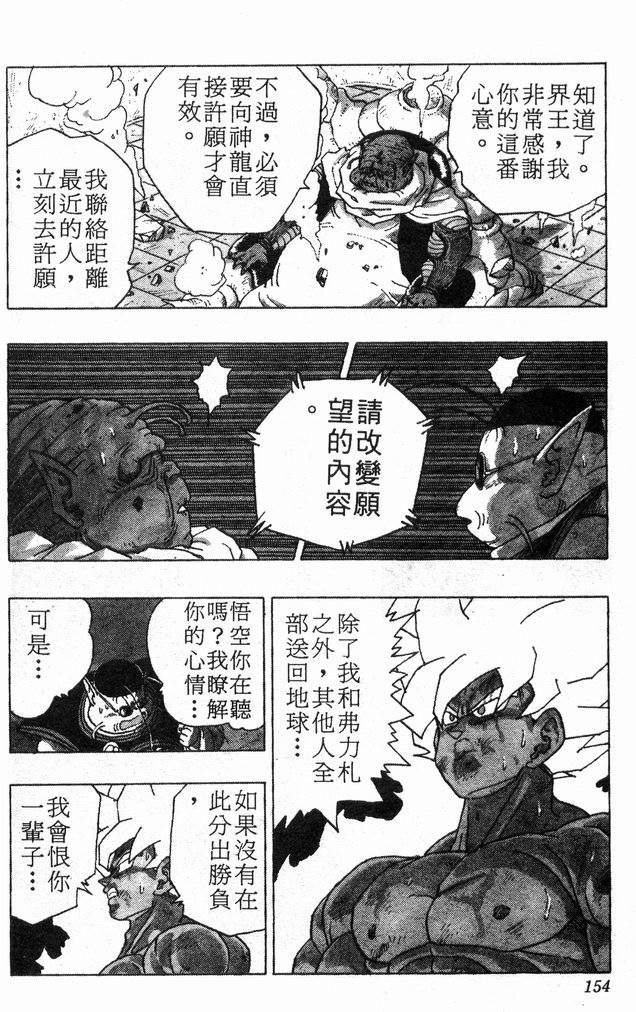 知道了。
界王，我
非常感謝
你的這番
心意。
不過，必須
要向神龍直
接許願才會
有效。
我聯絡距離
最近的人，
立刻去許願
…
請改變願
望的內容
。
除了我和弗力札
之外，其他人全
部送回地球…
悟空你在聽
嗎？我瞭解
你的心情…
可是…
如果沒有在
此分出勝負
，
我會恨你
一輩子…
154